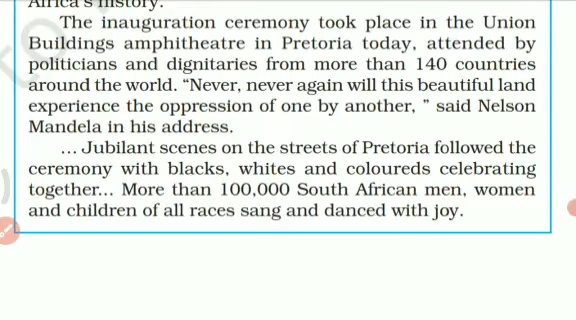 Africa's history.
The inauguration ceremony took place in the Union
Buildings amphitheatre in Pretoria today, attended by
politicians and dignitaries from more than 140 countries
around the world. “Never, never again will this beautiful land
experience the oppression of one by another, ” said Nelson
Mandela in his address.
... Jubilant scenes on the streets of Pretoria followed the
ceremony with blacks, whites and coloureds celebrating
together... More than 100,000 South African men, women
and children of all races sang and danced with joy.